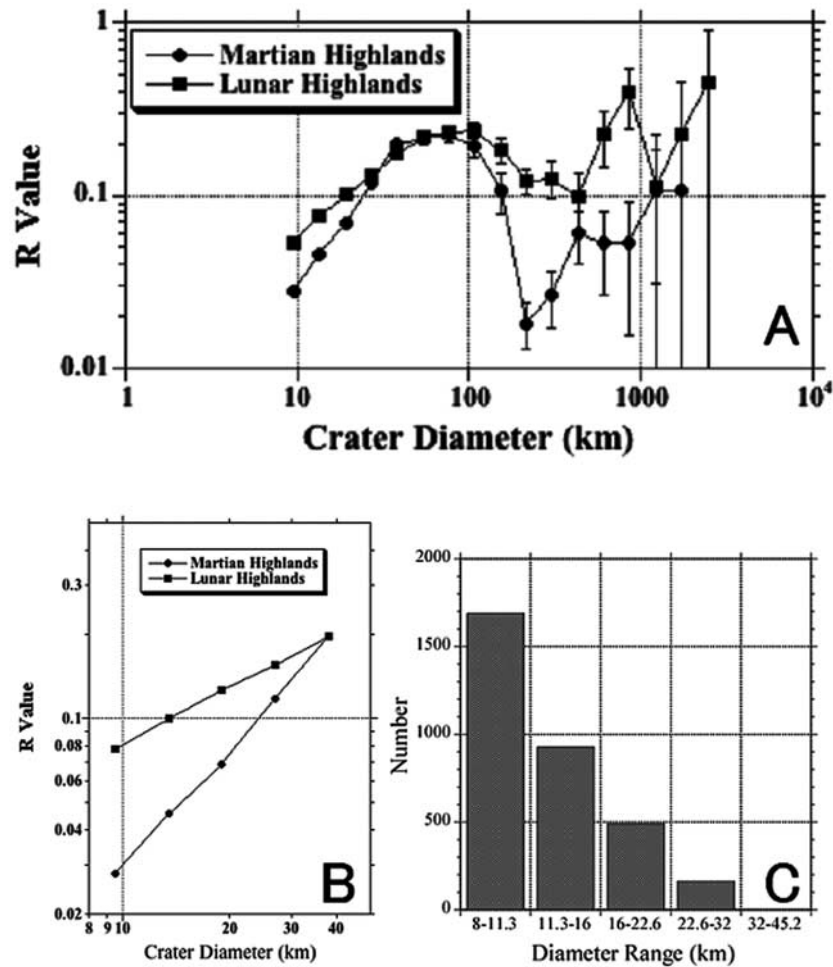 1
Martian Highlands
Lunar Highlands
0.1
0.01
R Value
A
1 10 100 1000 10⁴
Crater Diameter (km)
Martian Highlands
Lunar Highlands
0.3
0.1
0.08
0.06
0.04
0.02
R Value
B
8 9 10 20 30 40
Crater Diameter (km)
2000
1500
1000
500
0
Number
C
8-11.3 11.3-16 16-22.6 22.6-32 32-45.2
Diameter Range (km)